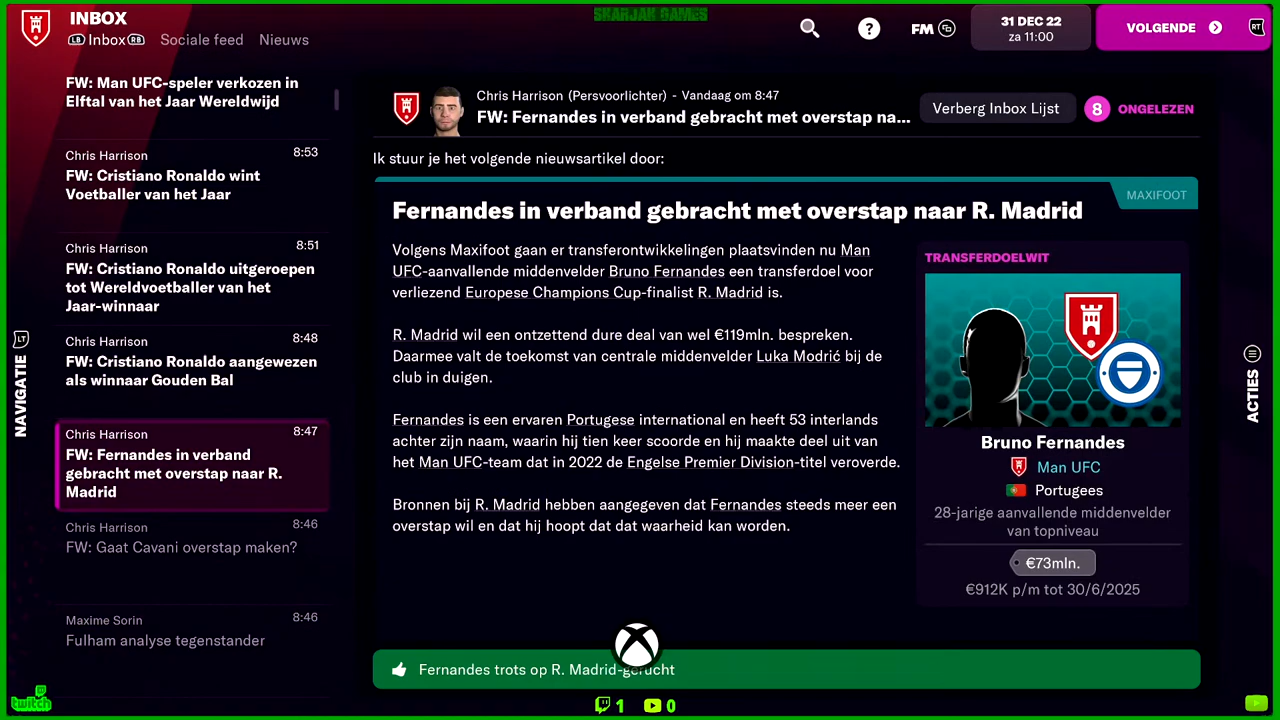 SKARJAK GAMES
INBOX
LB Inbox RB Sociale feed Nieuws
?
FM
31 DEC 22
za 11:00
VOLGENDE
RT
FW: Man UFC-speler verkozen in
Elftal van het Jaar Wereldwijd
Chris Harrison 8:53
FW: Cristiano Ronaldo wint
Voetballer van het Jaar
Chris Harrison 8:51
FW: Cristiano Ronaldo uitgeroepen
tot Wereldvoetballer van het
Jaar-winnaar
Chris Harrison 8:48
FW: Cristiano Ronaldo aangewezen
als winnaar Gouden Bal
Chris Harrison 8:47
FW: Fernandes in verband
gebracht met overstap naar R.
Madrid
Chris Harrison 8:46
FW: Gaat Cavani overstap maken?
Maxime Sorin 8:46
Fulham analyse tegenstander
LT
NAVIGATIE
Chris Harrison (Persvoorlichter) - Vandaag om 8:47
FW: Fernandes in verband gebracht met overstap na...
Verberg Inbox Lijst
8 ONGELEZEN
Ik stuur je het volgende nieuwsartikel door:
MAXIFOOT
Fernandes in verband gebracht met overstap naar R. Madrid
Volgens Maxifoot gaan er transferontwikkelingen plaatsvinden nu Man
UFC-aanvallende middenvelder Bruno Fernandes een transferdoel voor
verliezend Europese Champions Cup-finalist R. Madrid is.
R. Madrid wil een ontzettend dure deal van wel €119mln. bespreken.
Daarmee valt de toekomst van centrale middenvelder Luka Modrić bij de
club in duigen.
Fernandes is een ervaren Portugese international en heeft 53 interlands
achter zijn naam, waarin hij tien keer scoorde en hij maakte deel uit van
het Man UFC-team dat in 2022 de Engelse Premier Division-titel veroverde.
Bronnen bij R. Madrid hebben aangegeven dat Fernandes steeds meer een
overstap wil en dat hij hoopt dat dat waarheid kan worden.
TRANSFERDOELWIT
Bruno Fernandes
Man UFC
Portugees
28-jarige aanvallende middenvelder
van topniveau
€73mln.
€912K p/m tot 30/6/2025
ACTIES
Fernandes trots op R. Madrid-gerucht
twitch
1 0